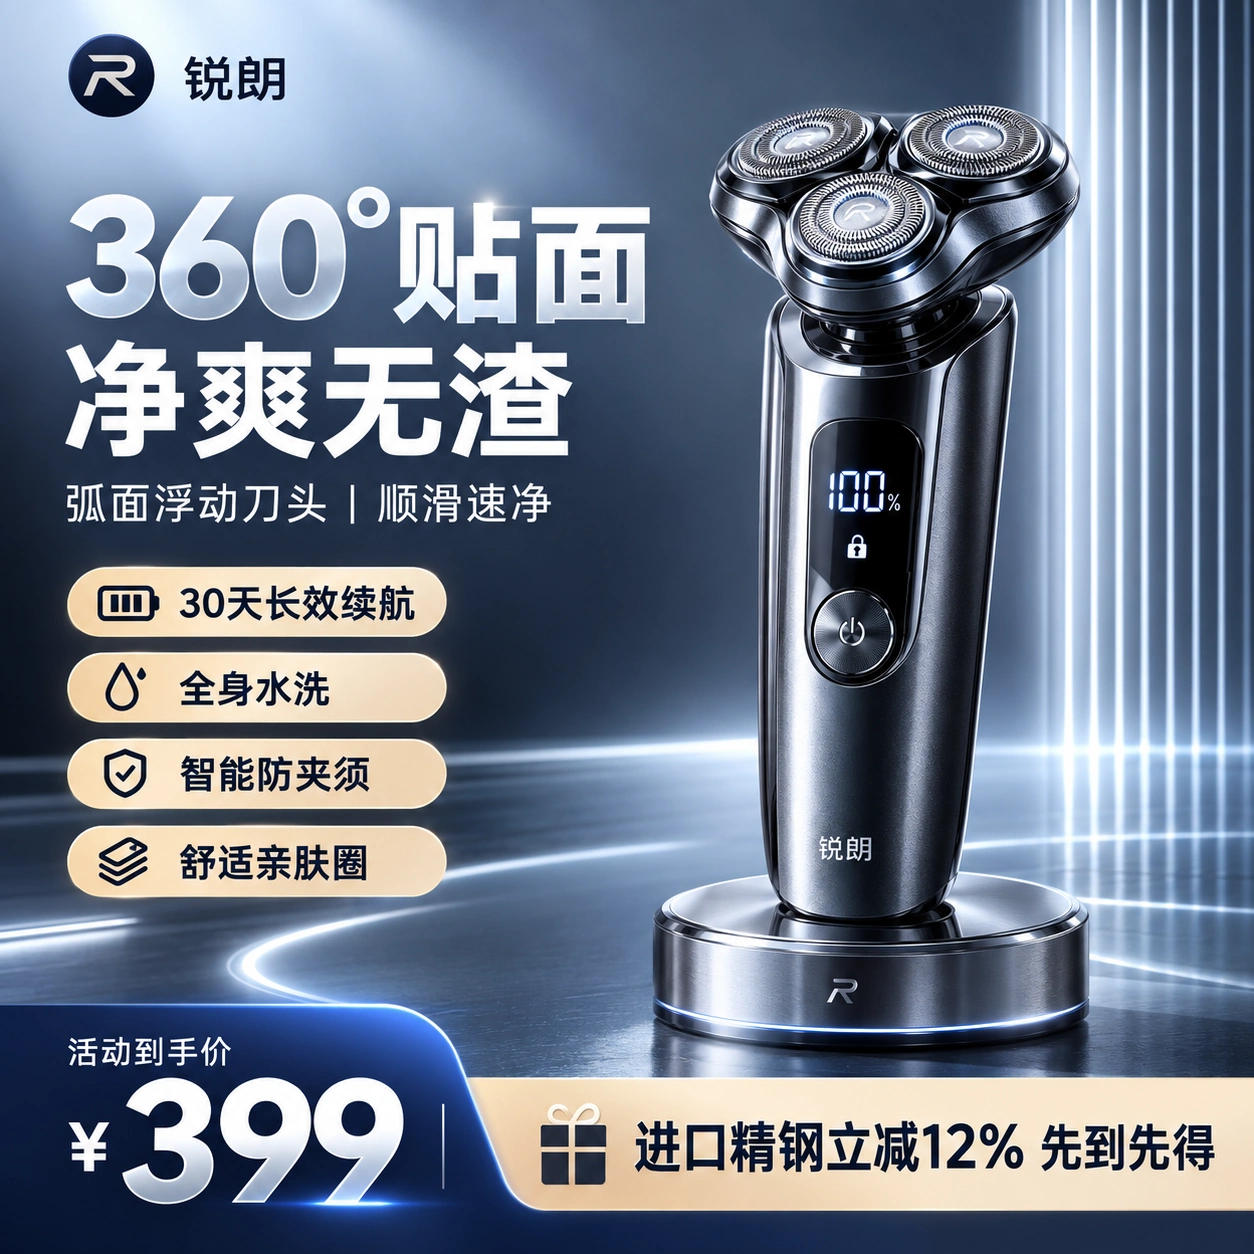 锐朗
360°贴面
净爽无渣
弧面浮动刀头 | 顺滑速净
30天长效续航
全身水洗
智能防夹须
舒适亲肤圈
100%
锐朗
R
活动到手价
¥399
进口精钢立减12% 先到先得